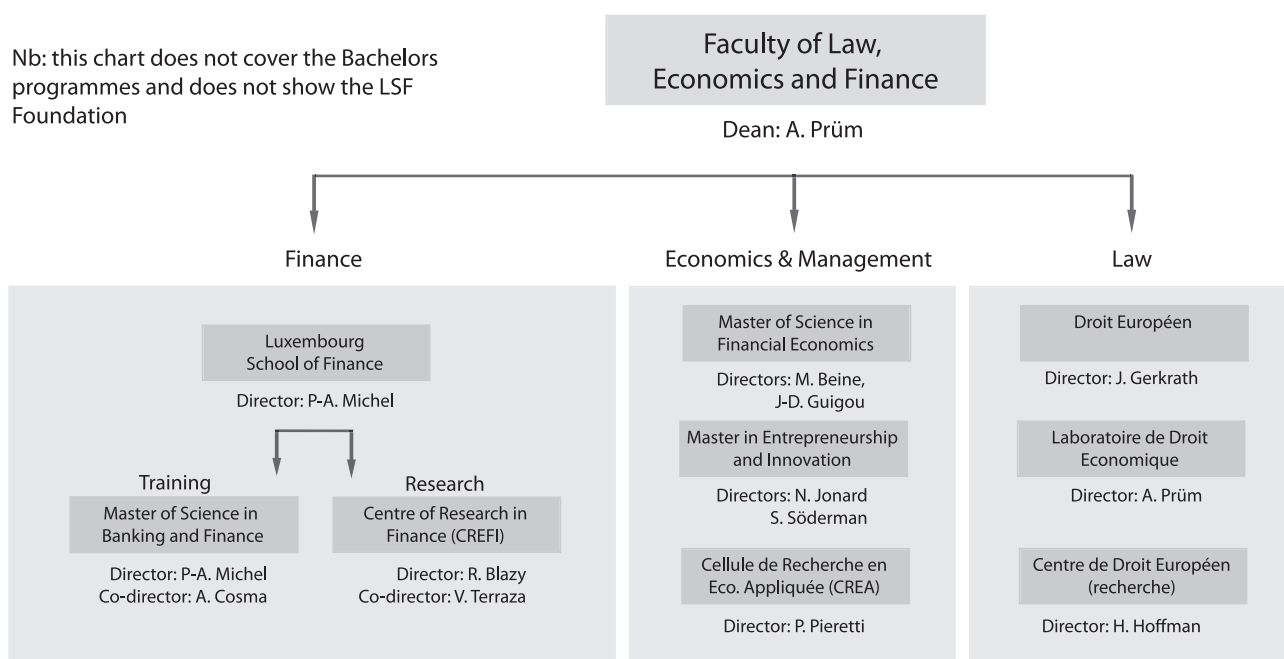 Nb: this chart does not cover the Bachelors
programmes and does not show the LSF
Foundation
Faculty of Law,
Economics and Finance
Dean: A. Prüm
Finance
Luxembourg
School of Finance
Director: P-A. Michel
Training
Master of Science in
Banking and Finance
Director: P-A. Michel
Co-director: A. Cosma
Research
Centre of Research in
Finance (CREFI)
Director: R. Blazy
Co-director: V. Terraza
Economics & Management
Master of Science in
Financial Economics
Directors: M. Beine,
J-D. Guigou
Master in Entrepreneurship
and Innovation
Directors: N. Jonard
S. Söderman
Cellule de Recherche en
Eco. Appliquée (CREA)
Director: P. Pieretti
Law
Droit Européen
Director: J. Gerkrath
Laboratoire de Droit
Economique
Director: A. Prüm
Centre de Droit Européen
(recherche)
Director: H. Hoffman